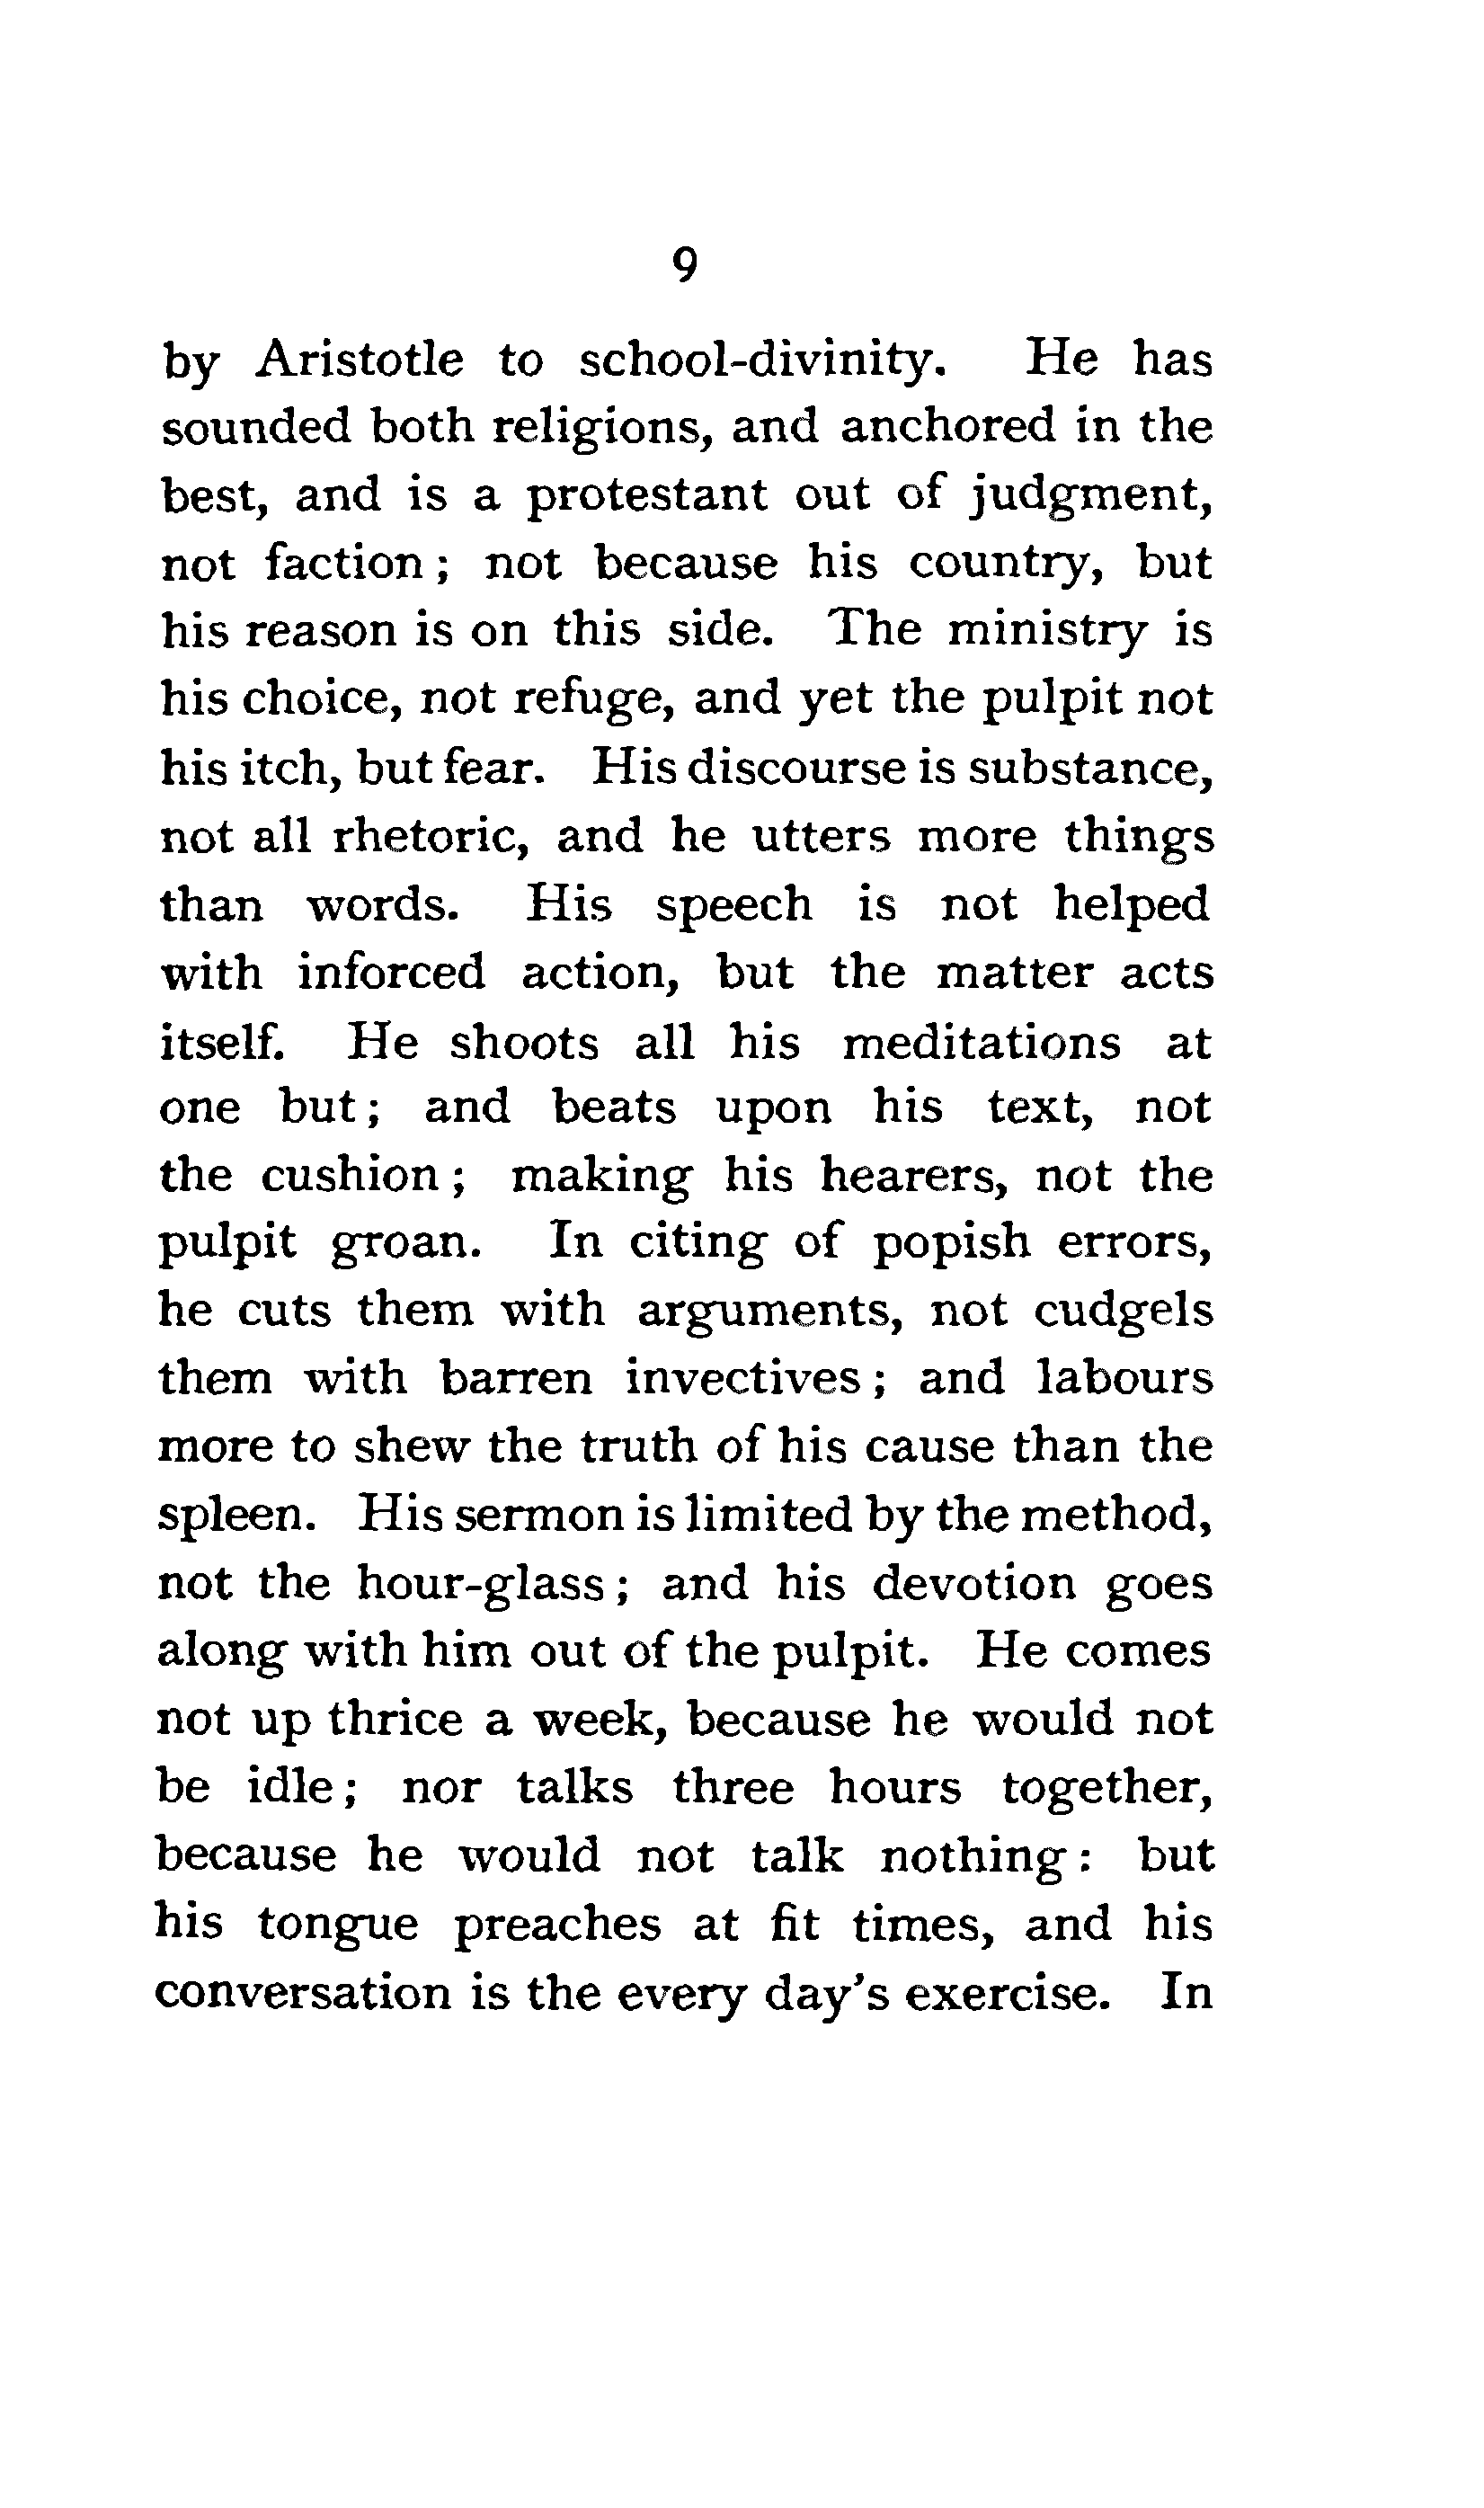 9
by Aristotle to school-divinity. He has
sounded both religions, and anchored in the
best, and is a protestant out of judgment,
not faction ; not because his country, but
his reason is on this side. The ministry is
his choice, not refuge, and yet the pulpit not
his itch, but fear. His discourse is substance,
not all rhetoric, and he utters more things
than words. His speech is not helped
with inforced action, but the matter acts
itself. He shoots all his meditations at
one but ; and beats upon his text, not
the cushion ; making his hearers, not the
pulpit groan. In citing of popish errors,
he cuts them with arguments, not cudgels
them with barren invectives ; and labours
more to shew the truth of his cause than the
spleen. His sermon is limited by the method,
not the hour-glass ; and his devotion goes
along with him out of the pulpit. He comes
not up thrice a week, because he would not
be idle ; nor talks three hours together,
because he would not talk nothing : but
his tongue preaches at fit times, and his
conversation is the every day's exercise. In